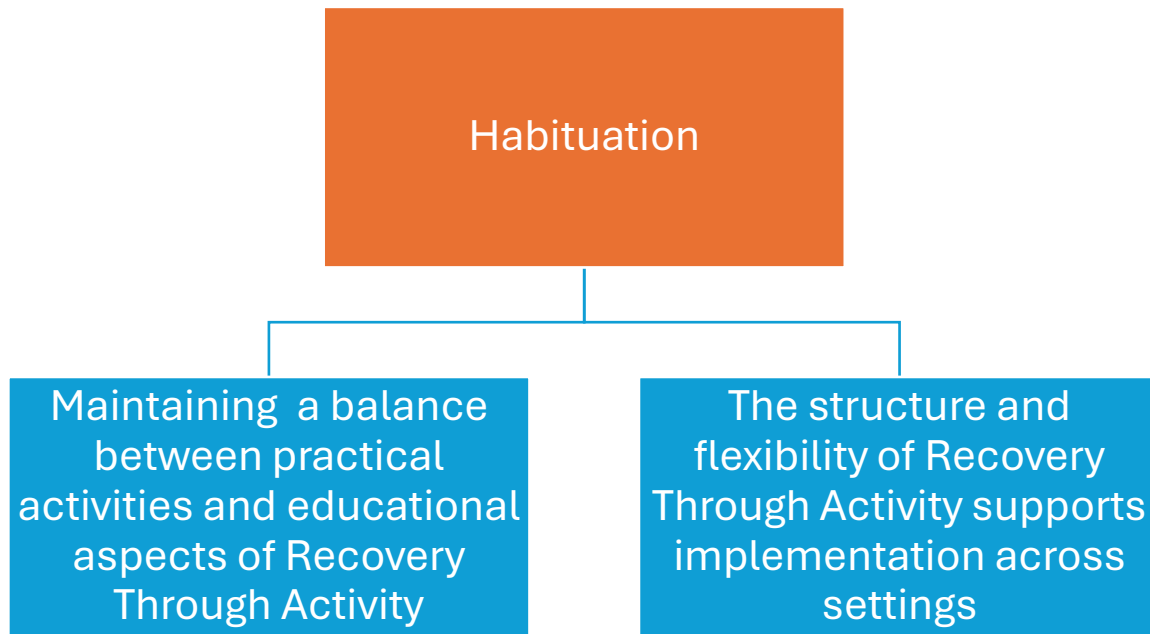 Habituation
Maintaining  a balance
between practical
activities and educational
aspects of Recovery
Through Activity
The structure and
flexibility of Recovery
Through Activity supports
implementation across
settings